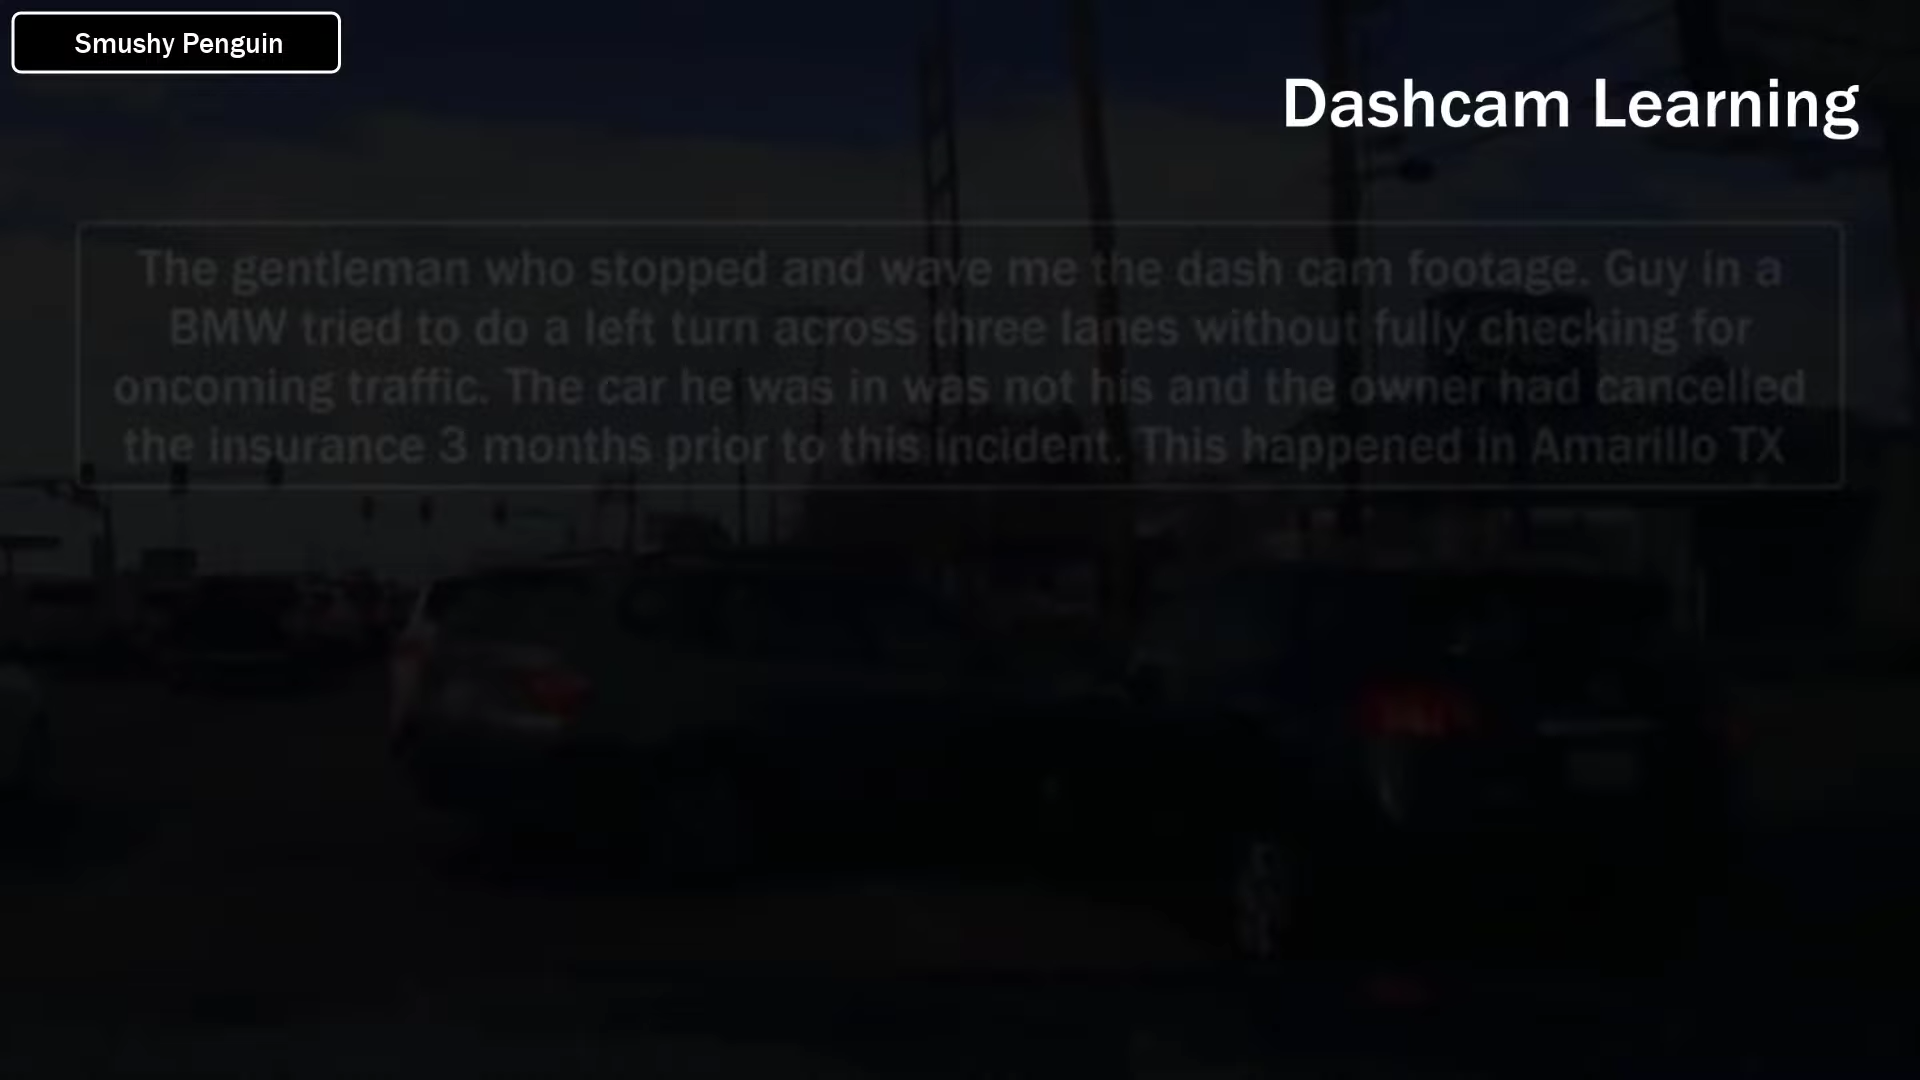 Smushy Penguin
Dashcam Learning
The gentleman who stopped and wave me the dash cam footage. Guy in a
BMW tried to do a left turn across three lanes without fully checking for
oncoming traffic. The car he was in was not his and the owner had cancelled
the insurance 3 months prior to this incident. This happened in Amarillo TX